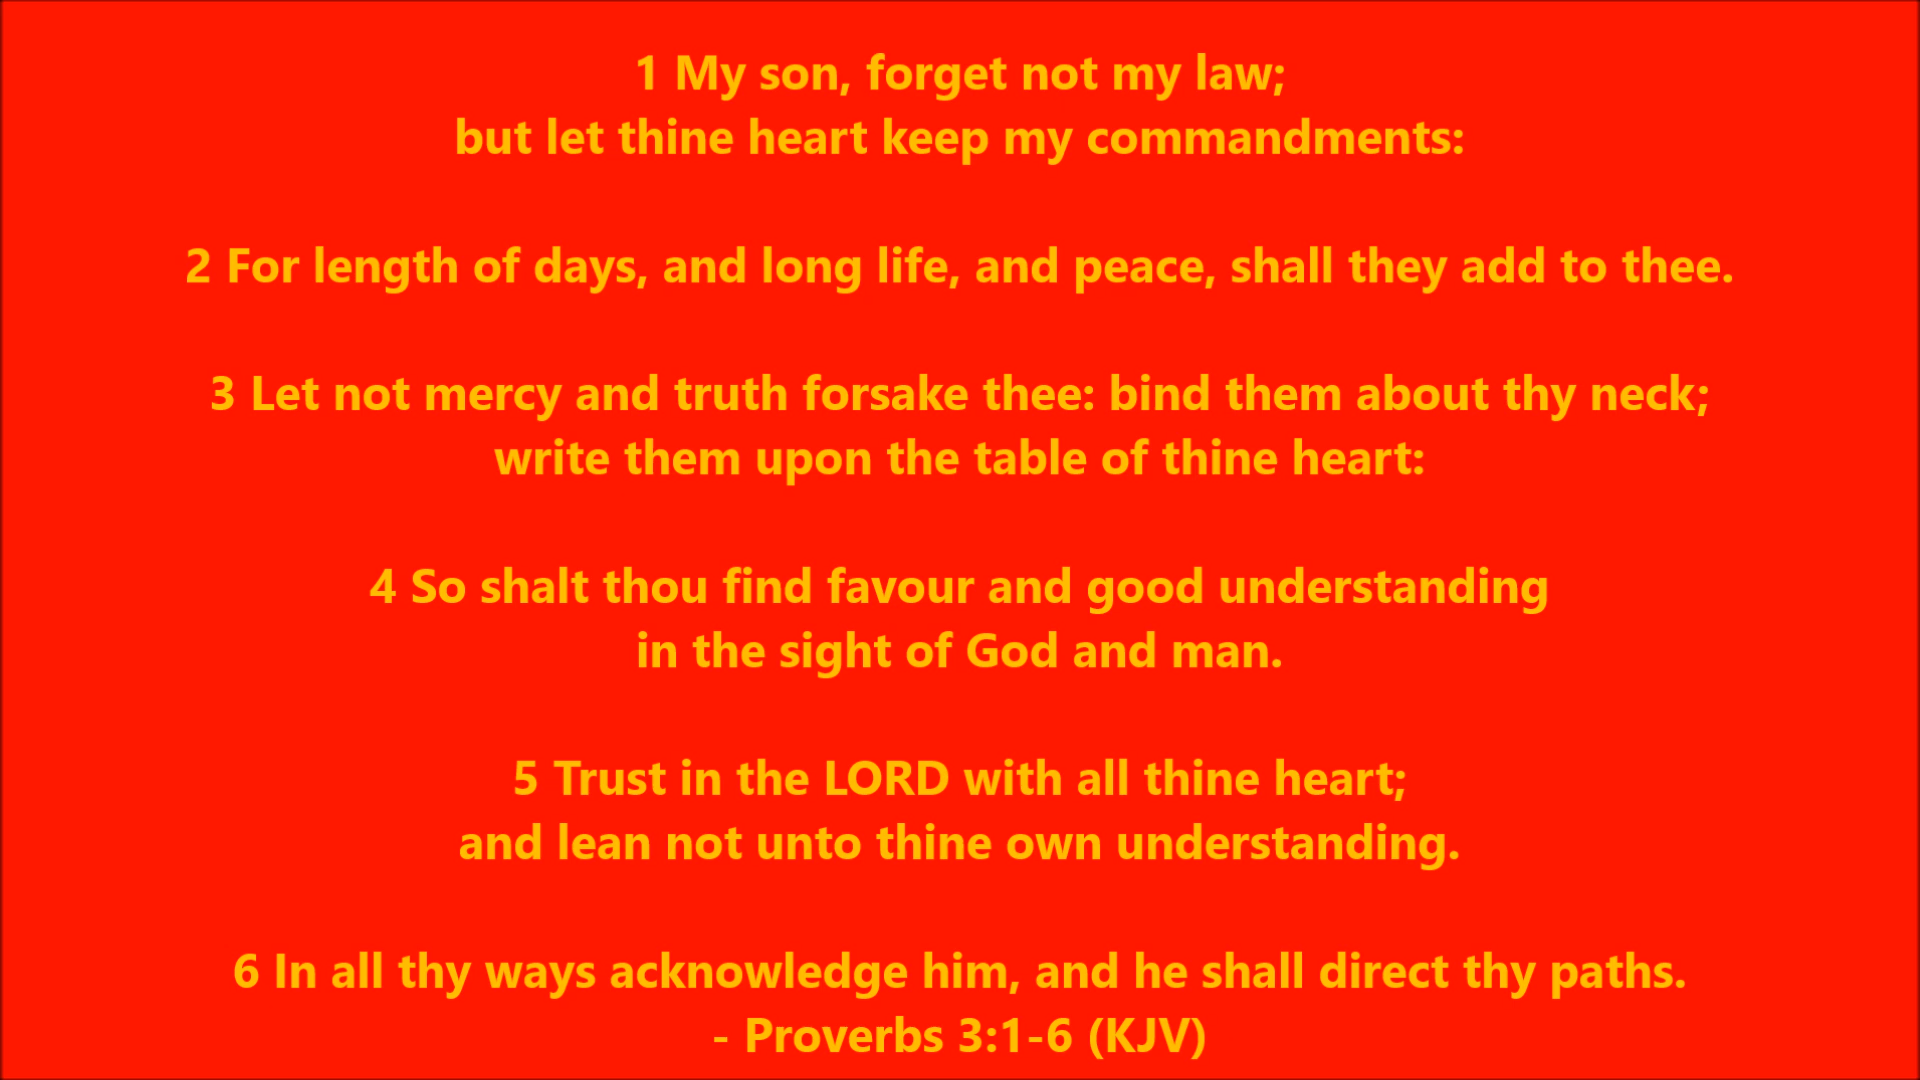 1 My son, forget not my law;
but let thine heart keep my commandments:
2 For length of days, and long life, and peace, shall they add to thee.
3 Let not mercy and truth forsake thee: bind them about thy neck;
write them upon the table of thine heart:
4 So shalt thou find favour and good understanding
in the sight of God and man.
5 Trust in the LORD with all thine heart;
and lean not unto thine own understanding.
6 In all thy ways acknowledge him, and he shall direct thy paths.
- Proverbs 3:1-6 (KJV)